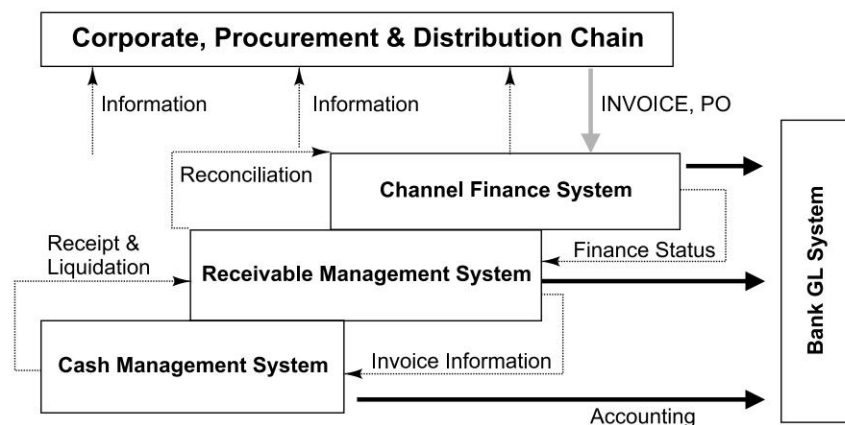 Corporate, Procurement & Distribution Chain
Information
Information
INVOICE, PO
Reconciliation
Channel Finance System
Receipt &
Liquidation
Finance Status
Receivable Management System
Cash Management System
Invoice Information
Accounting
Bank GL System